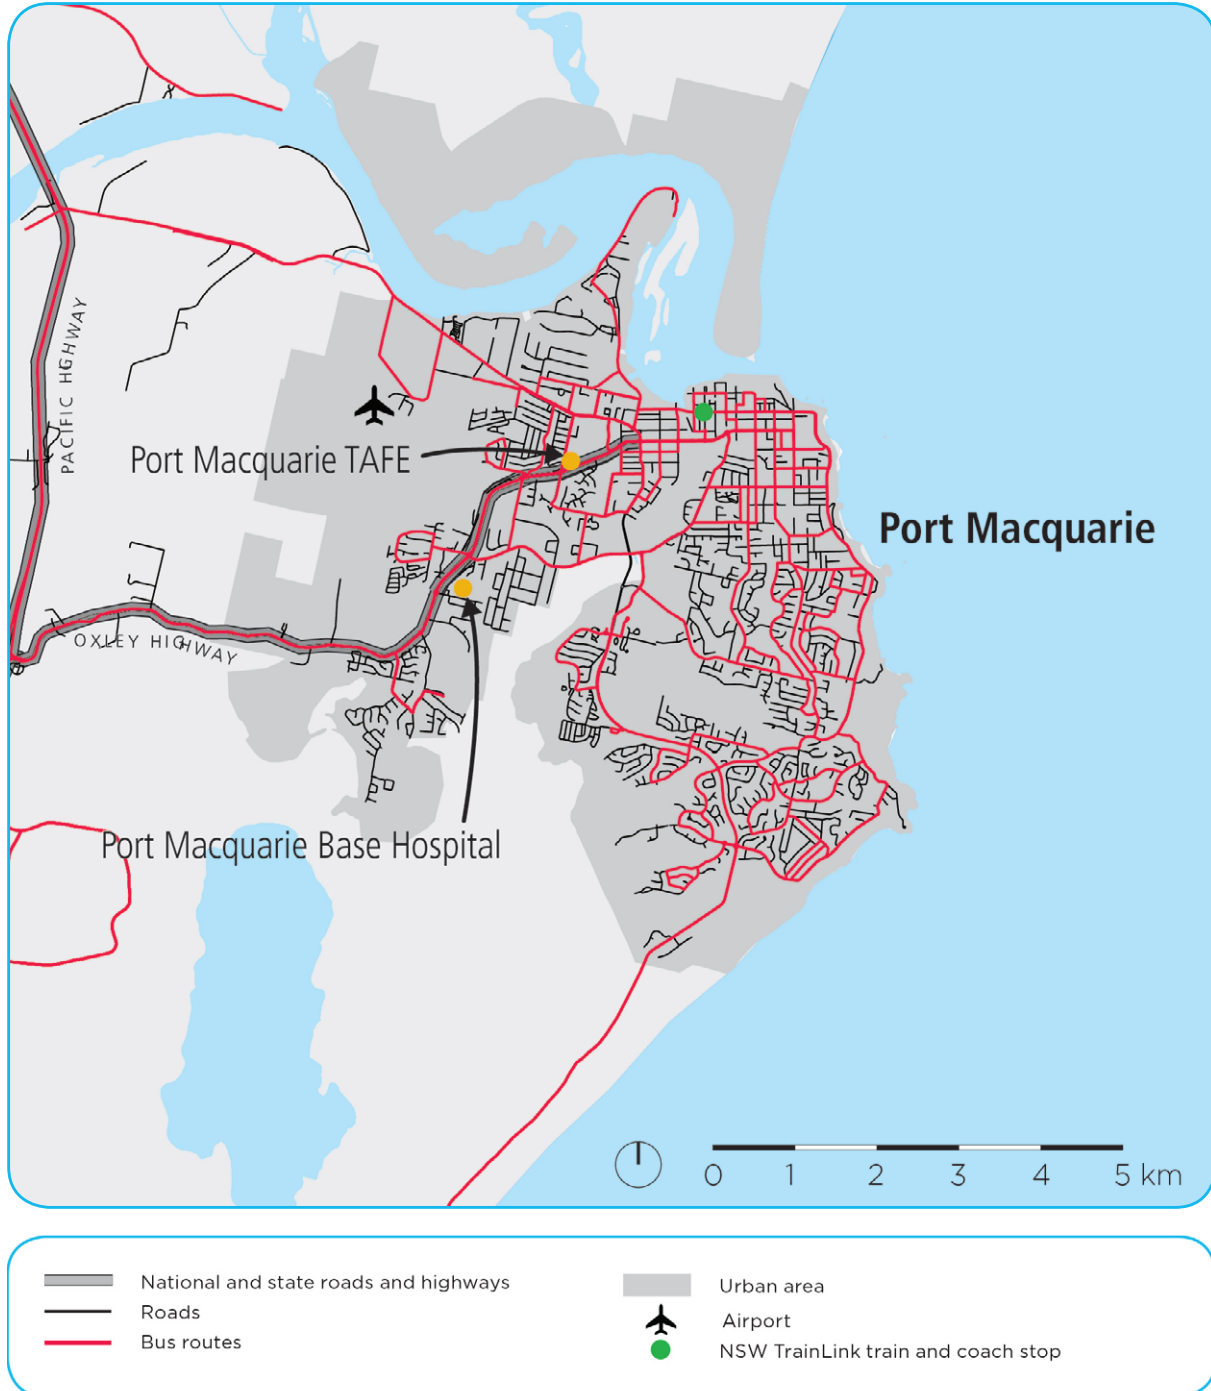 PACIFIC HIGHWAY
Port Macquarie TAFE
Port Macquarie
OXLEY HIGHWAY
Port Macquarie Base Hospital
0 1 2 3 4 5 km
National and state roads and highways
Roads
Bus routes
Urban area
Airport
NSW TrainLink train and coach stop